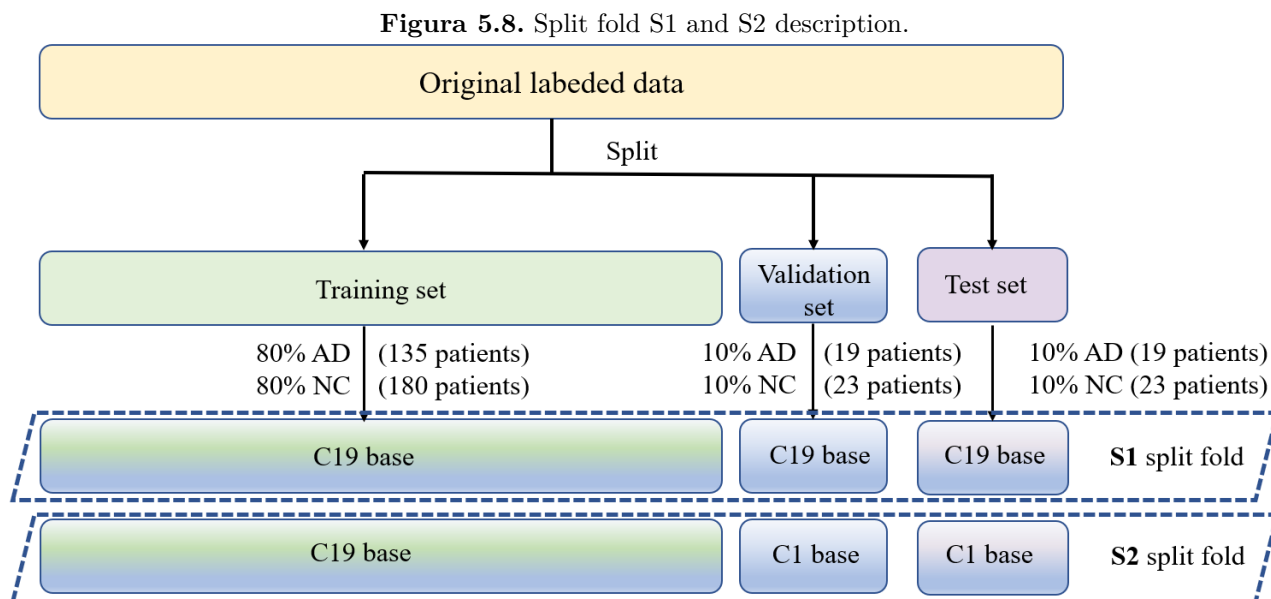 Figura 5.8. Split fold S1 and S2 description.
Original labeded data
Split
Training set
Validation
set
Test set
80% AD (135 patients)
80% NC (180 patients)
10% AD (19 patients)
10% NC (23 patients)
10% AD (19 patients)
10% NC (23 patients)
C19 base
C19 base
C19 base
S1 split fold
C19 base
C1 base
C1 base
S2 split fold